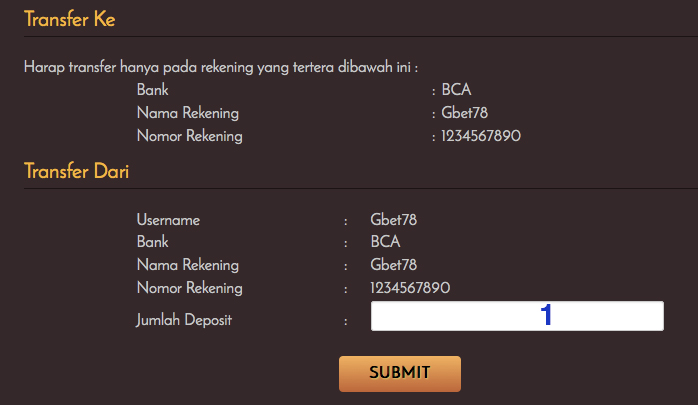 Transfer Ke
Harap transfer hanya pada rekening yang tertera dibawah ini :
Bank : BCA
Nama Rekening : Gbet78
Nomor Rekening : 1234567890
Transfer Dari
Username : Gbet78
Bank : BCA
Nama Rekening : Gbet78
Nomor Rekening : 1234567890
Jumlah Deposit : 1
SUBMIT